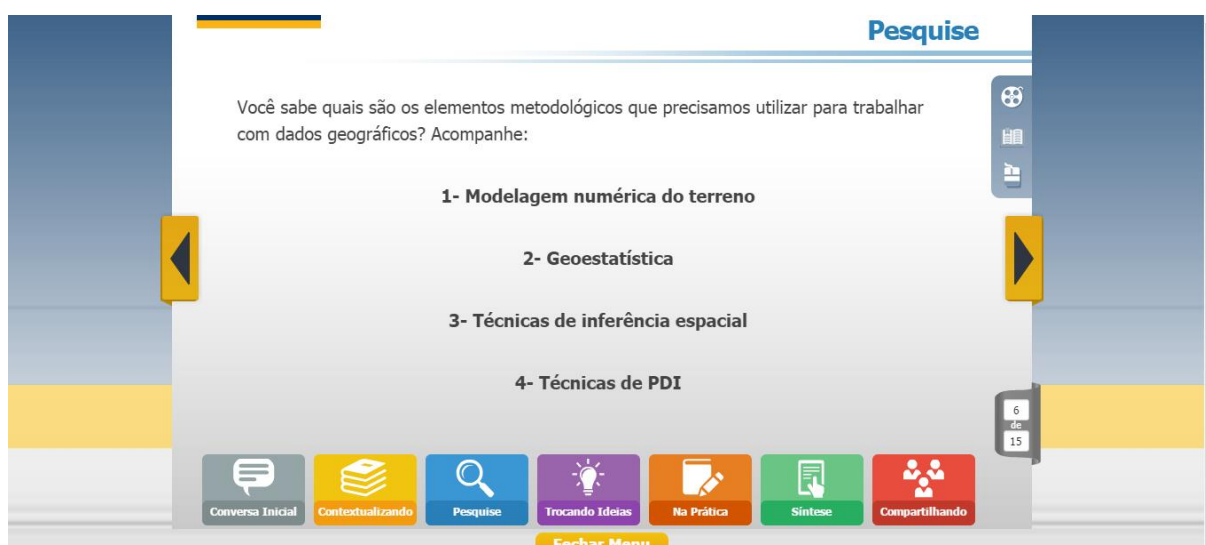 Pesquise
Você sabe quais são os elementos metodológicos que precisamos utilizar para trabalhar
com dados geográficos? Acompanhe:
1- Modelagem numérica do terreno
2- Geoestatística
3- Técnicas de inferência espacial
4- Técnicas de PDI
6
de
15
Conversa Inicial
Contextualizando
Pesquise
Trocando Ideias
Na Prática
Síntese
Compartilhando
Fechar Menu